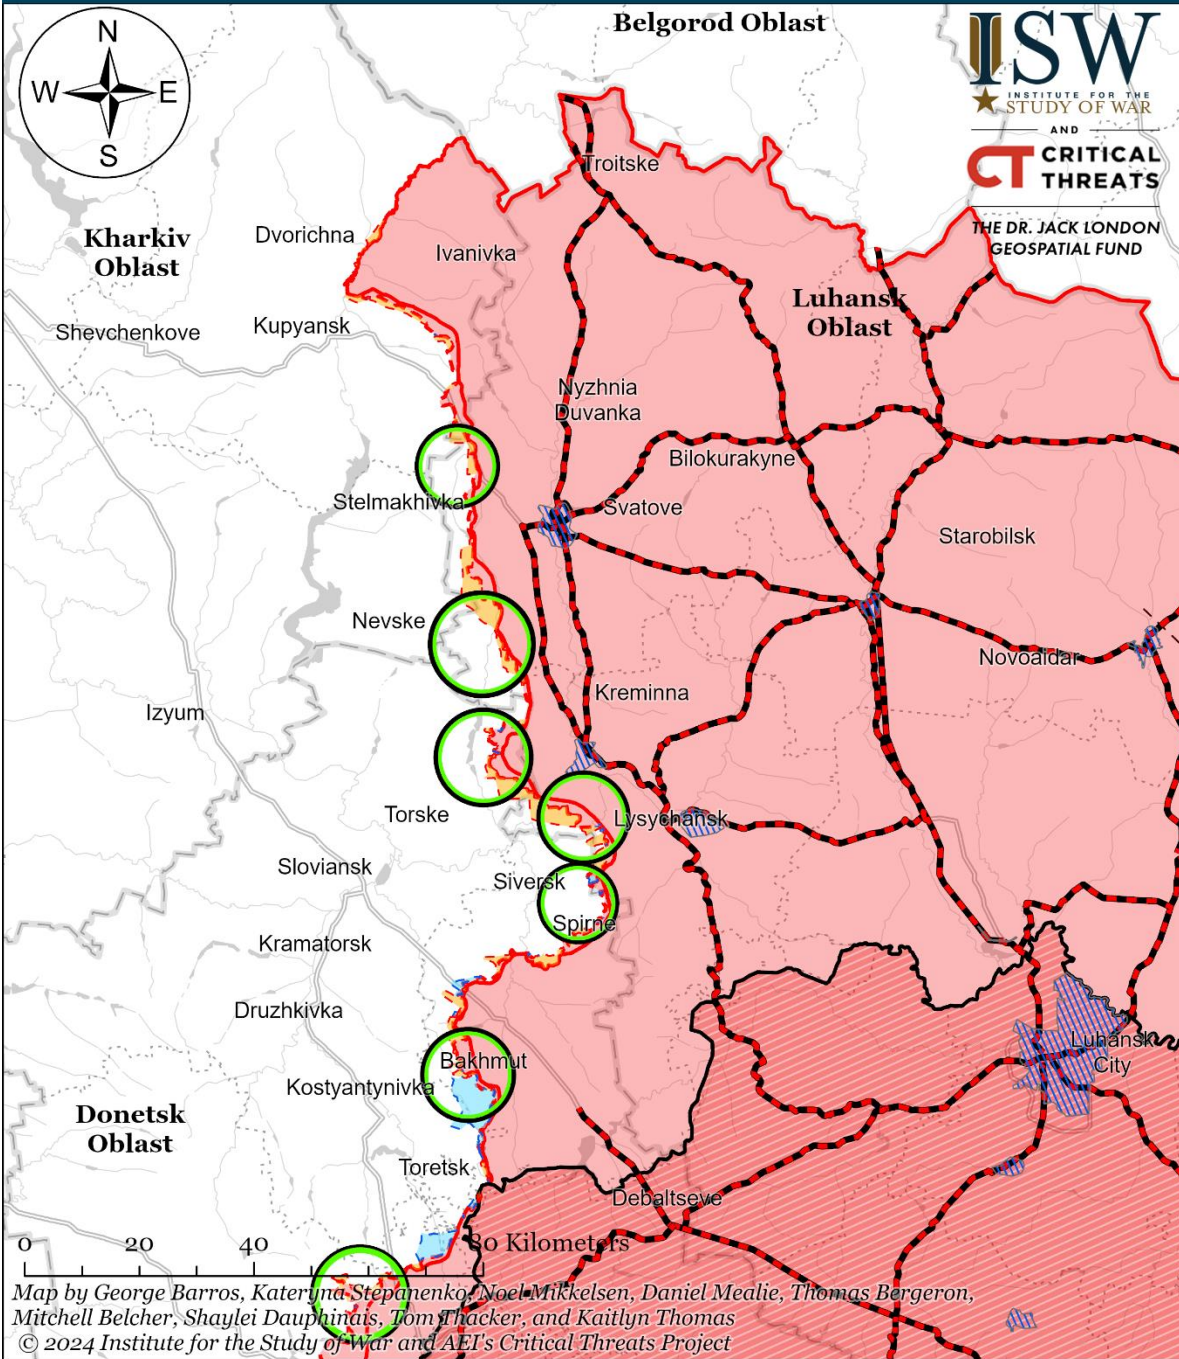 Belgorod Oblast
N
W
E
S
ISW
INSTITUTE FOR THE
STUDY OF WAR
AND
CT CRITICAL
THREATS
THE DR. JACK LONDON
GEOSPATIAL FUND
Troitske
Kharkiv
Oblast
Dvorichna
Ivanivka
Luhansk
Oblast
Shevchenkove
Kupyansk
Nyzhnia
Duvanka
Bilokurakyne
Stelmakhivka
Svatove
Starobilsk
Nevske
Novoaidar
Izyum
Kreminna
Torske
Lysychansk
Sloviansk
Siversk
Spirne
Kramatorsk
Druzhkivka
Luhansk
City
Bakhmut
Kostyantynivka
Donetsk
Oblast
Toretsk
Debaltseve
0 20 40 80 Kilometers
Map by George Barros, Kateryna Stepanenko, Noel Mikkelsen, Daniel Mealie, Thomas Bergeron,
Mitchell Belcher, Shaylei Dauphinais, Tom Thacker, and Kaitlyn Thomas
© 2024 Institute for the Study of War and AEI's Critical Threats Project